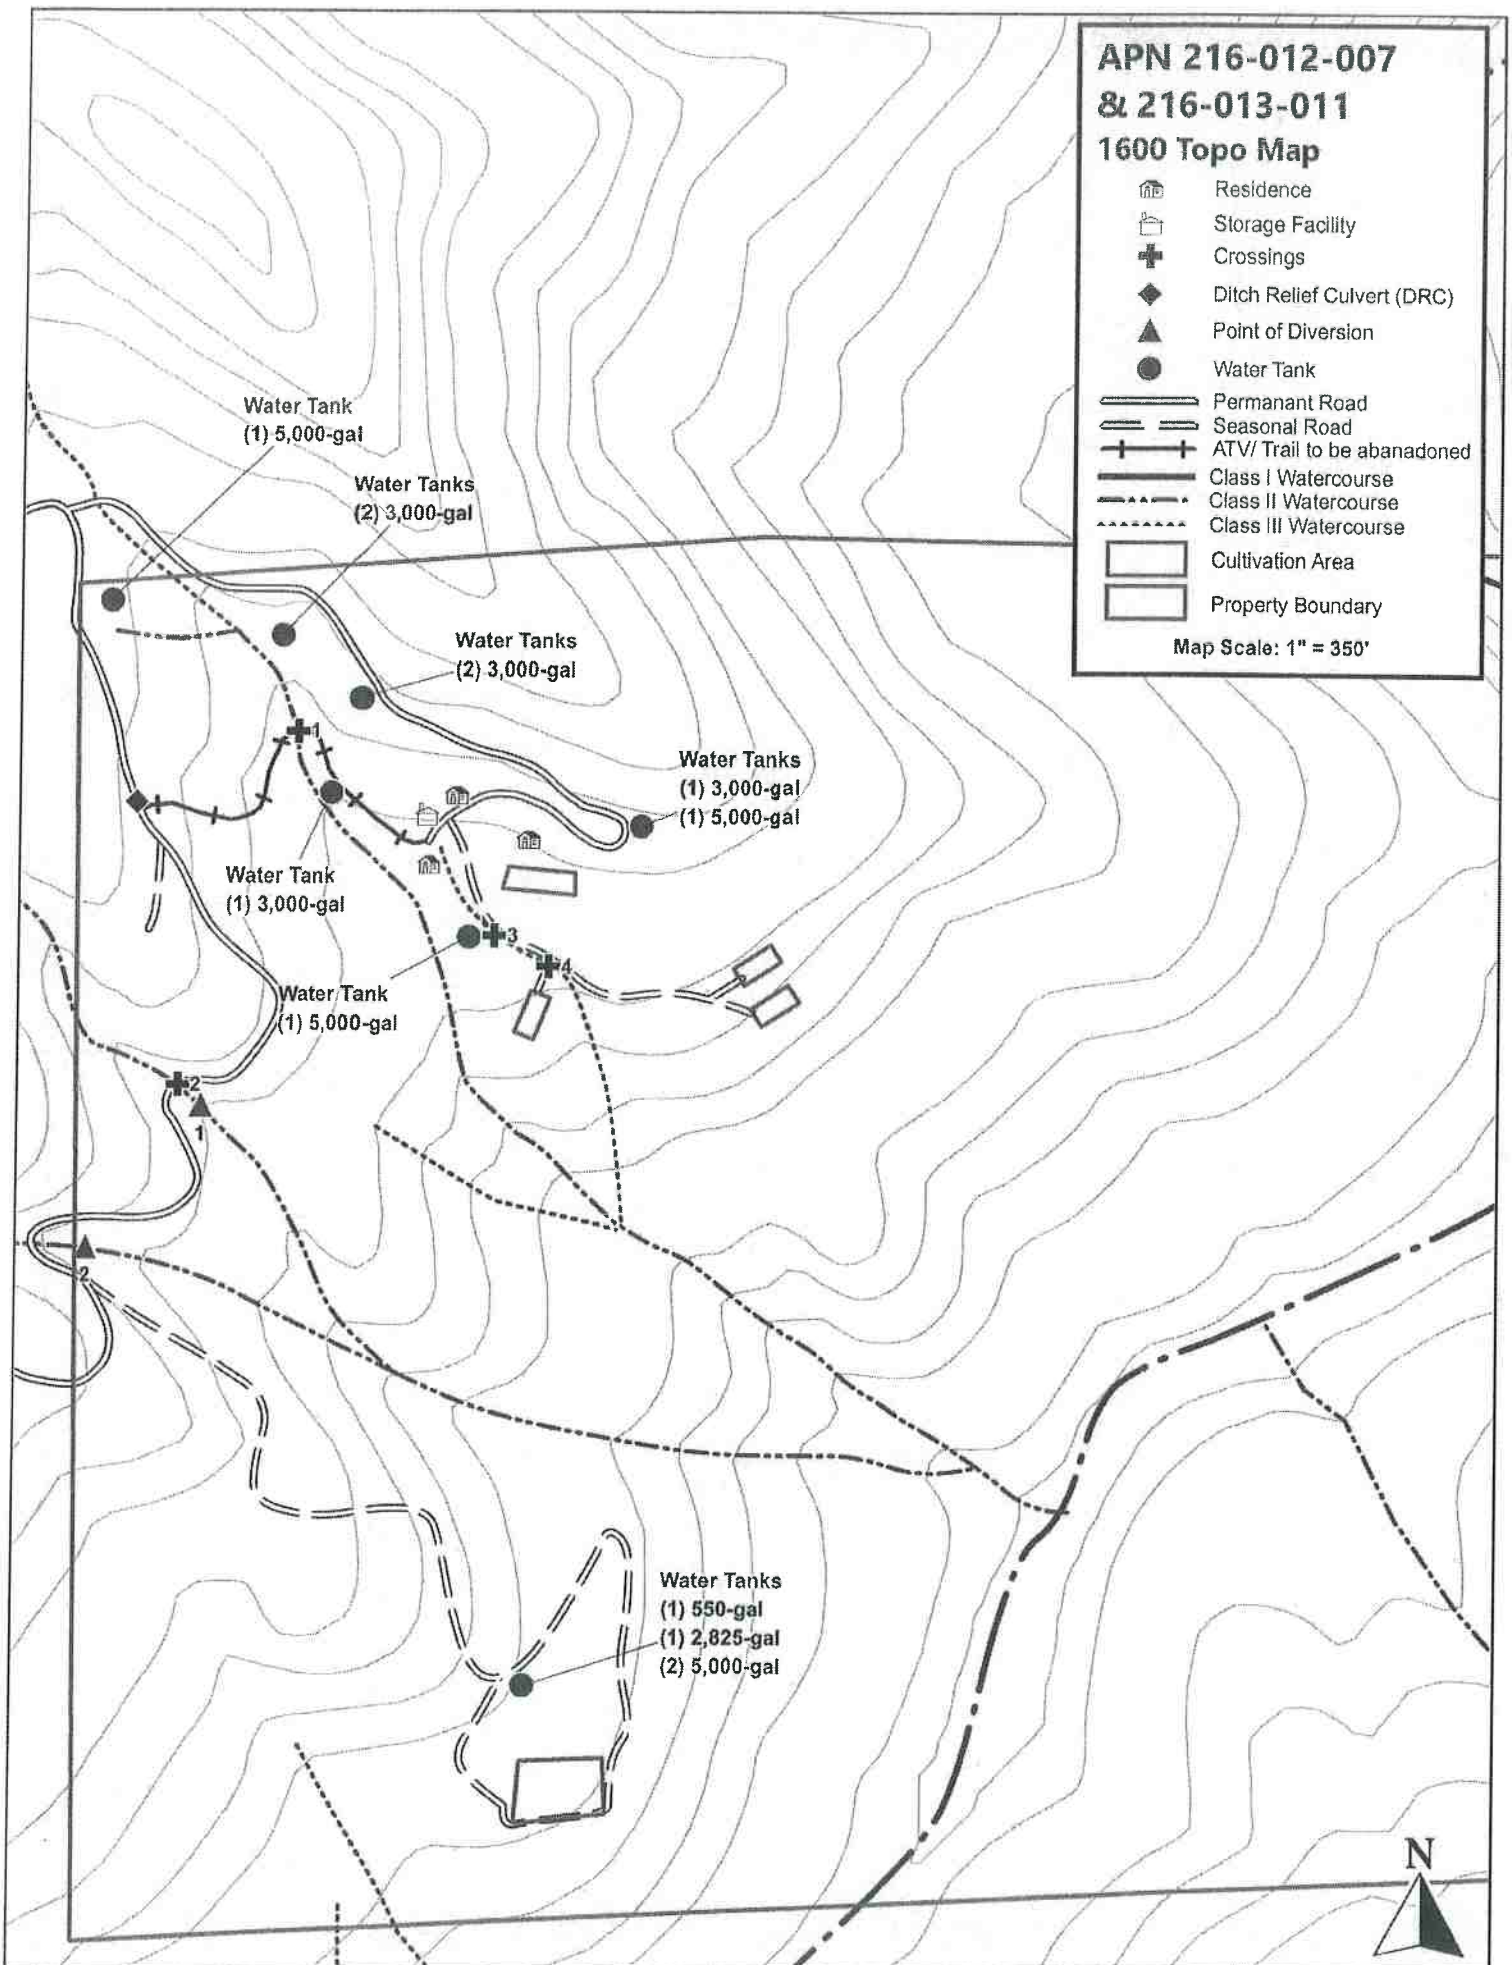 APN 216-012-007
& 216-013-011
1600 Topo Map
Residence
Storage Facility
Crossings
Ditch Relief Culvert (DRC)
Point of Diversion
Water Tank
Permanant Road
Seasonal Road
ATV/ Trail to be abanadoned
Class I Watercourse
Class II Watercourse
Class III Watercourse
Cultivation Area
Property Boundary
Map Scale: 1" = 350'
Water Tank
(1) 5,000-gal
Water Tanks
(2) 3,000-gal
Water Tanks
(2) 3,000-gal
1
Water Tanks
(1) 3,000-gal
(1) 5,000-gal
Water Tank
(1) 3,000-gal
3
4
Water Tank
(1) 5,000-gal
2
1
2
Water Tanks
(1) 550-gal
(1) 2,825-gal
(2) 5,000-gal
N